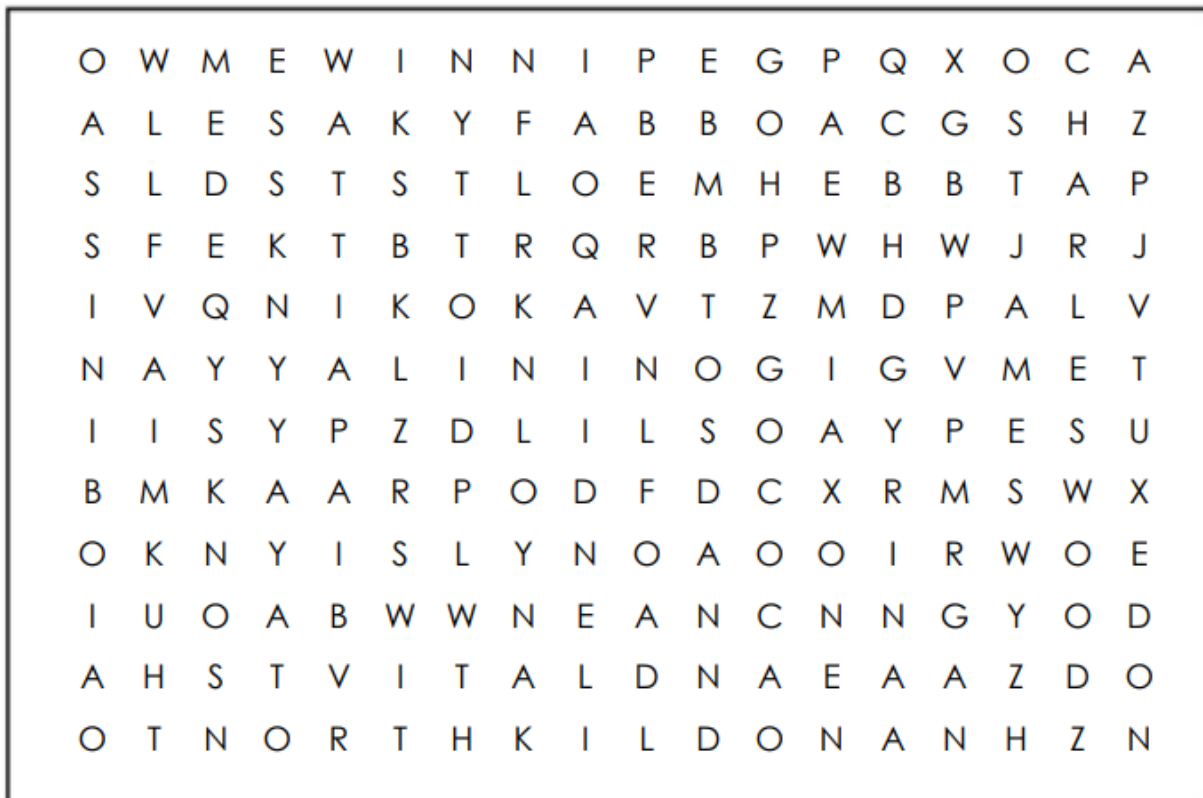 O W M E W I N N I P E G P Q X O C A
A L E S A K Y F A B B O A C G S H Z
S L D S T S T L O E M H E B B T A P
S F E K T B T R Q R B P W H W J R J
I V Q N I K O K A V T Z M D P A L V
N A Y Y A L I N I N O G I G V M E T
I I S Y P Z D L I L S O A Y P E S U
B M K A A R P O D F D C X R M S W X
O K N Y I S L Y N O A O O I R W O E
I U O A B W W N E A N C N N G Y O D
A H S T V I T A L D N A E A A Z D O
O T N O R T H K I L D O N A N H Z N